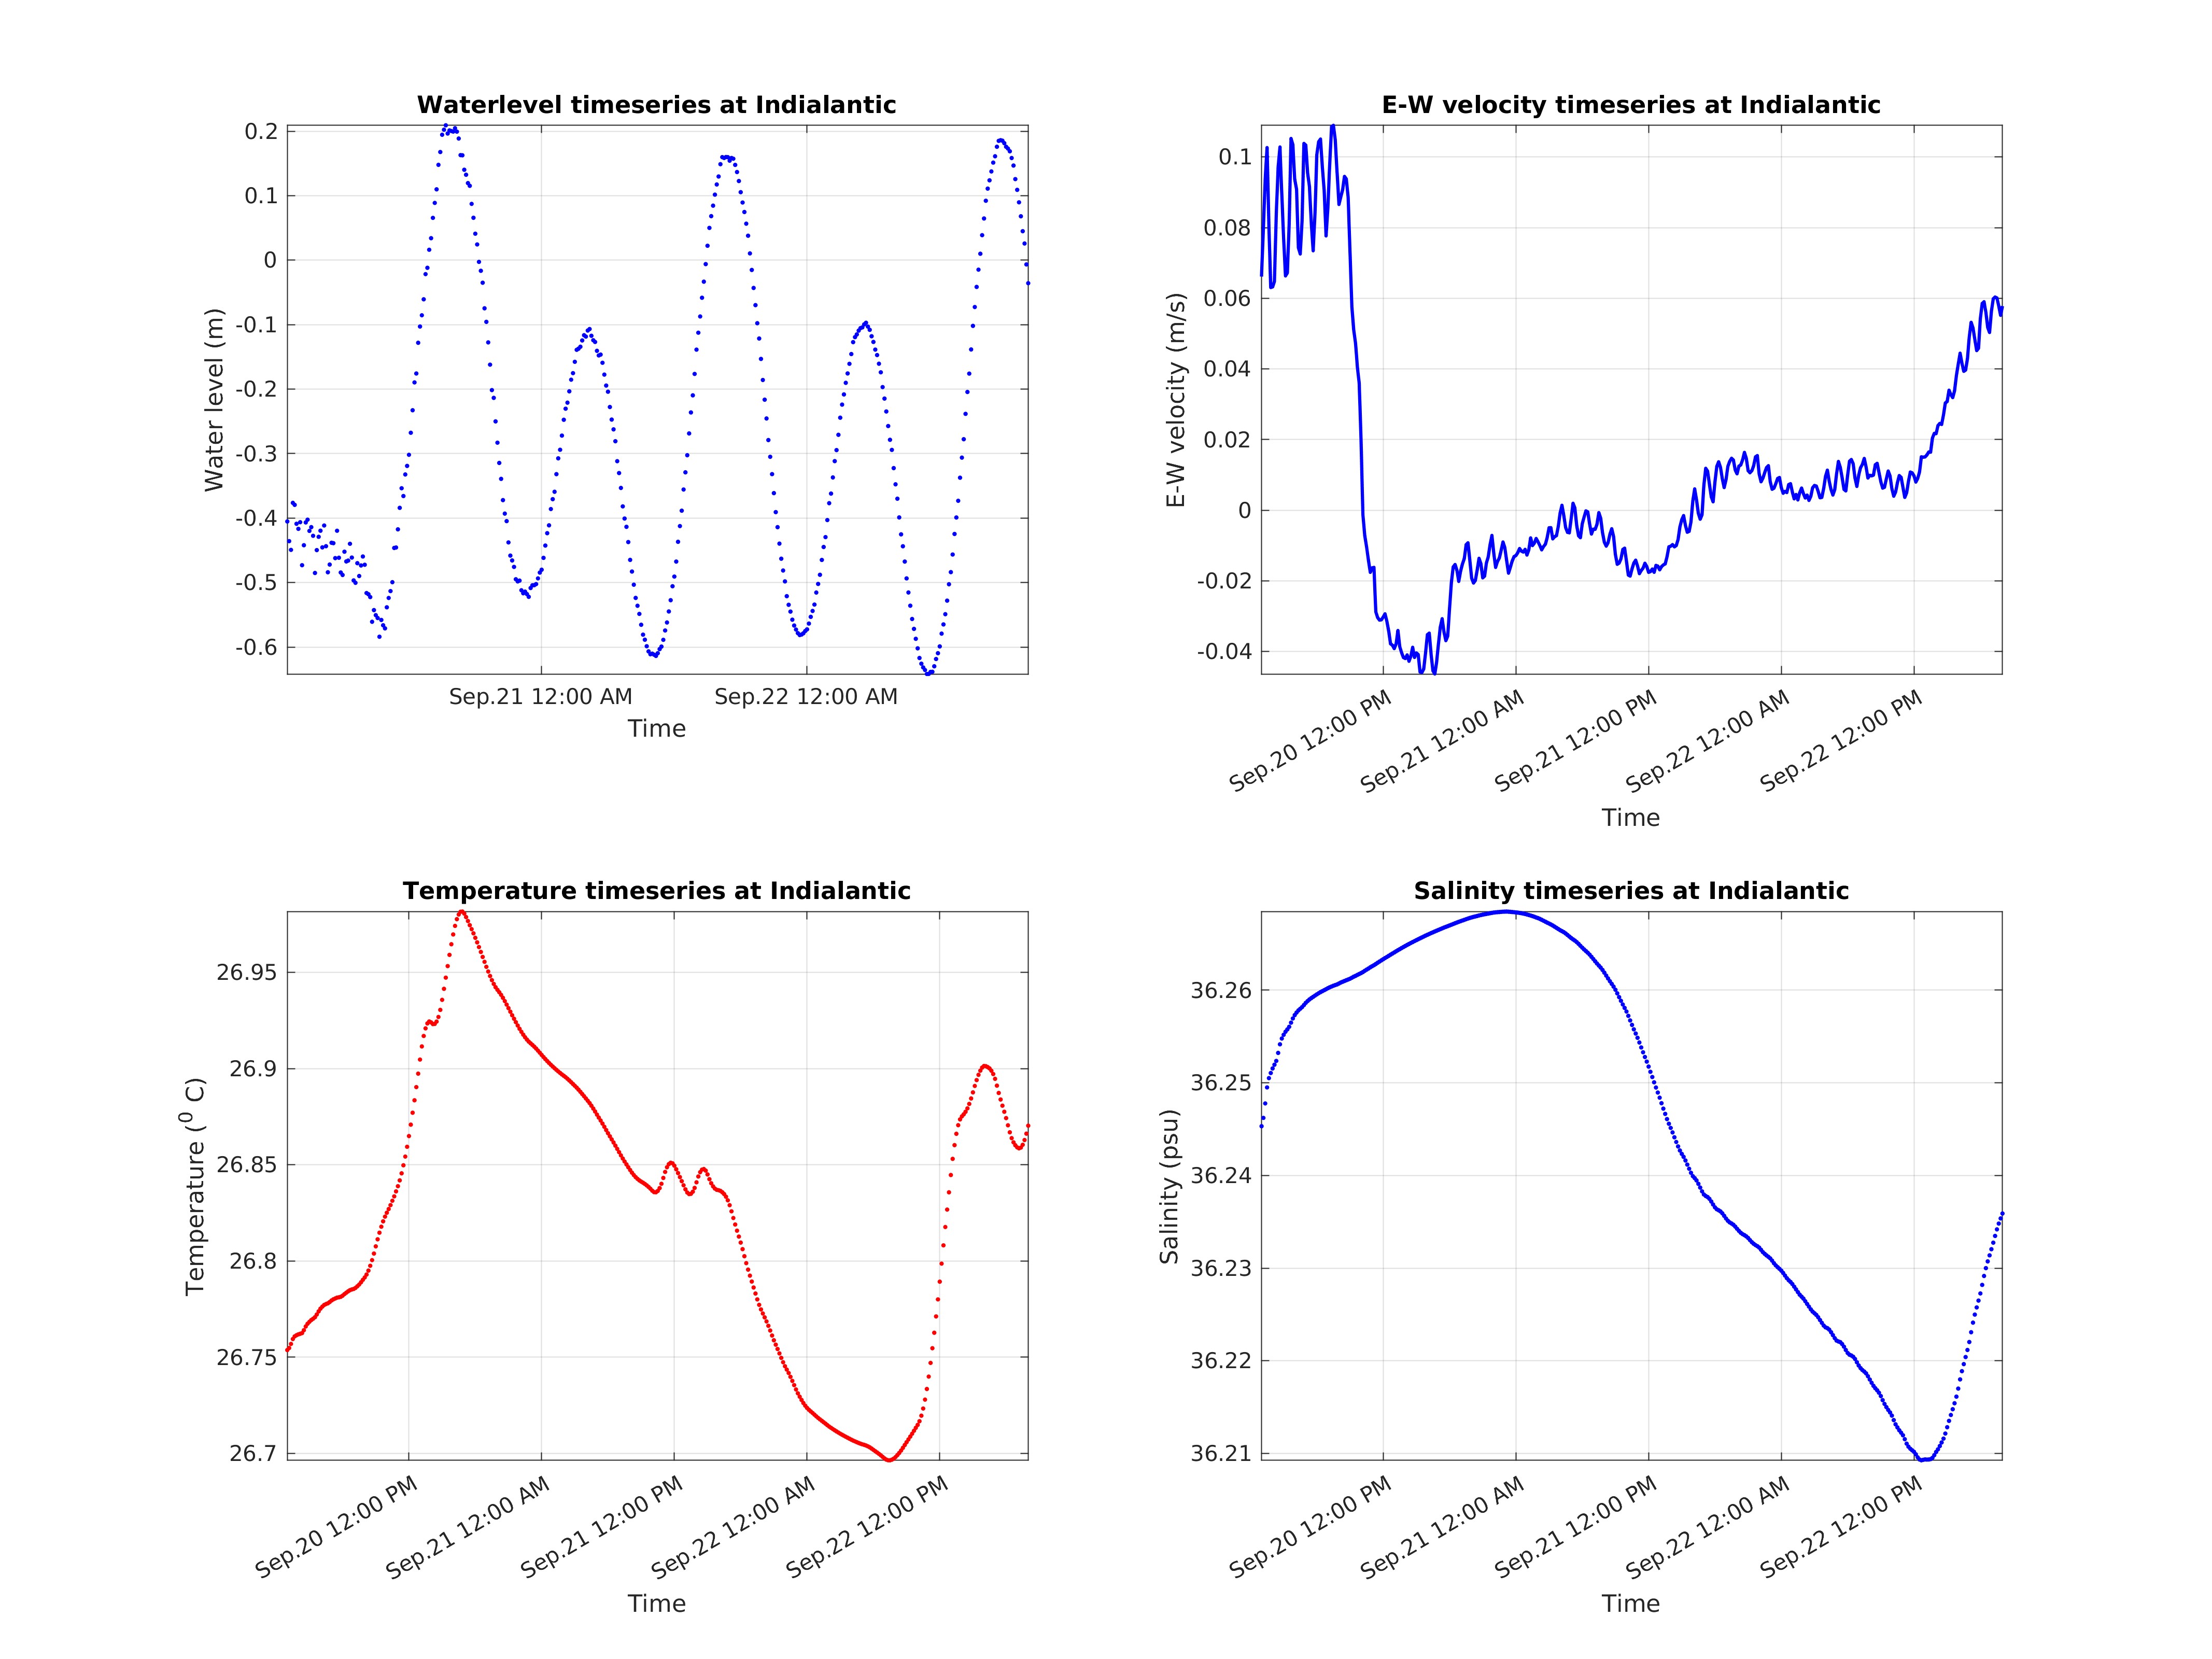 Waterlevel timeseries at Indialantic
0.2
0.1
0
-0.1
-0.2
-0.3
-0.4
-0.5
-0.6
Water level (m)
Sep.21 12:00 AM
Sep.22 12:00 AM
Time
E-W velocity timeseries at Indialantic
0.1
0.08
0.06
0.04
0.02
0
-0.02
-0.04
E-W velocity (m/s)
Sep.20 12:00 PM
Sep.21 12:00 AM
Sep.21 12:00 PM
Sep.22 12:00 AM
Sep.22 12:00 PM
Time
Temperature timeseries at Indialantic
26.95
26.9
26.85
26.8
26.75
26.7
Temperature (⁰ C)
Sep.20 12:00 PM
Sep.21 12:00 AM
Sep.21 12:00 PM
Sep.22 12:00 AM
Sep.22 12:00 PM
Time
Salinity timeseries at Indialantic
36.26
36.25
36.24
36.23
36.22
36.21
Salinity (psu)
Sep.20 12:00 PM
Sep.21 12:00 AM
Sep.21 12:00 PM
Sep.22 12:00 AM
Sep.22 12:00 PM
Time